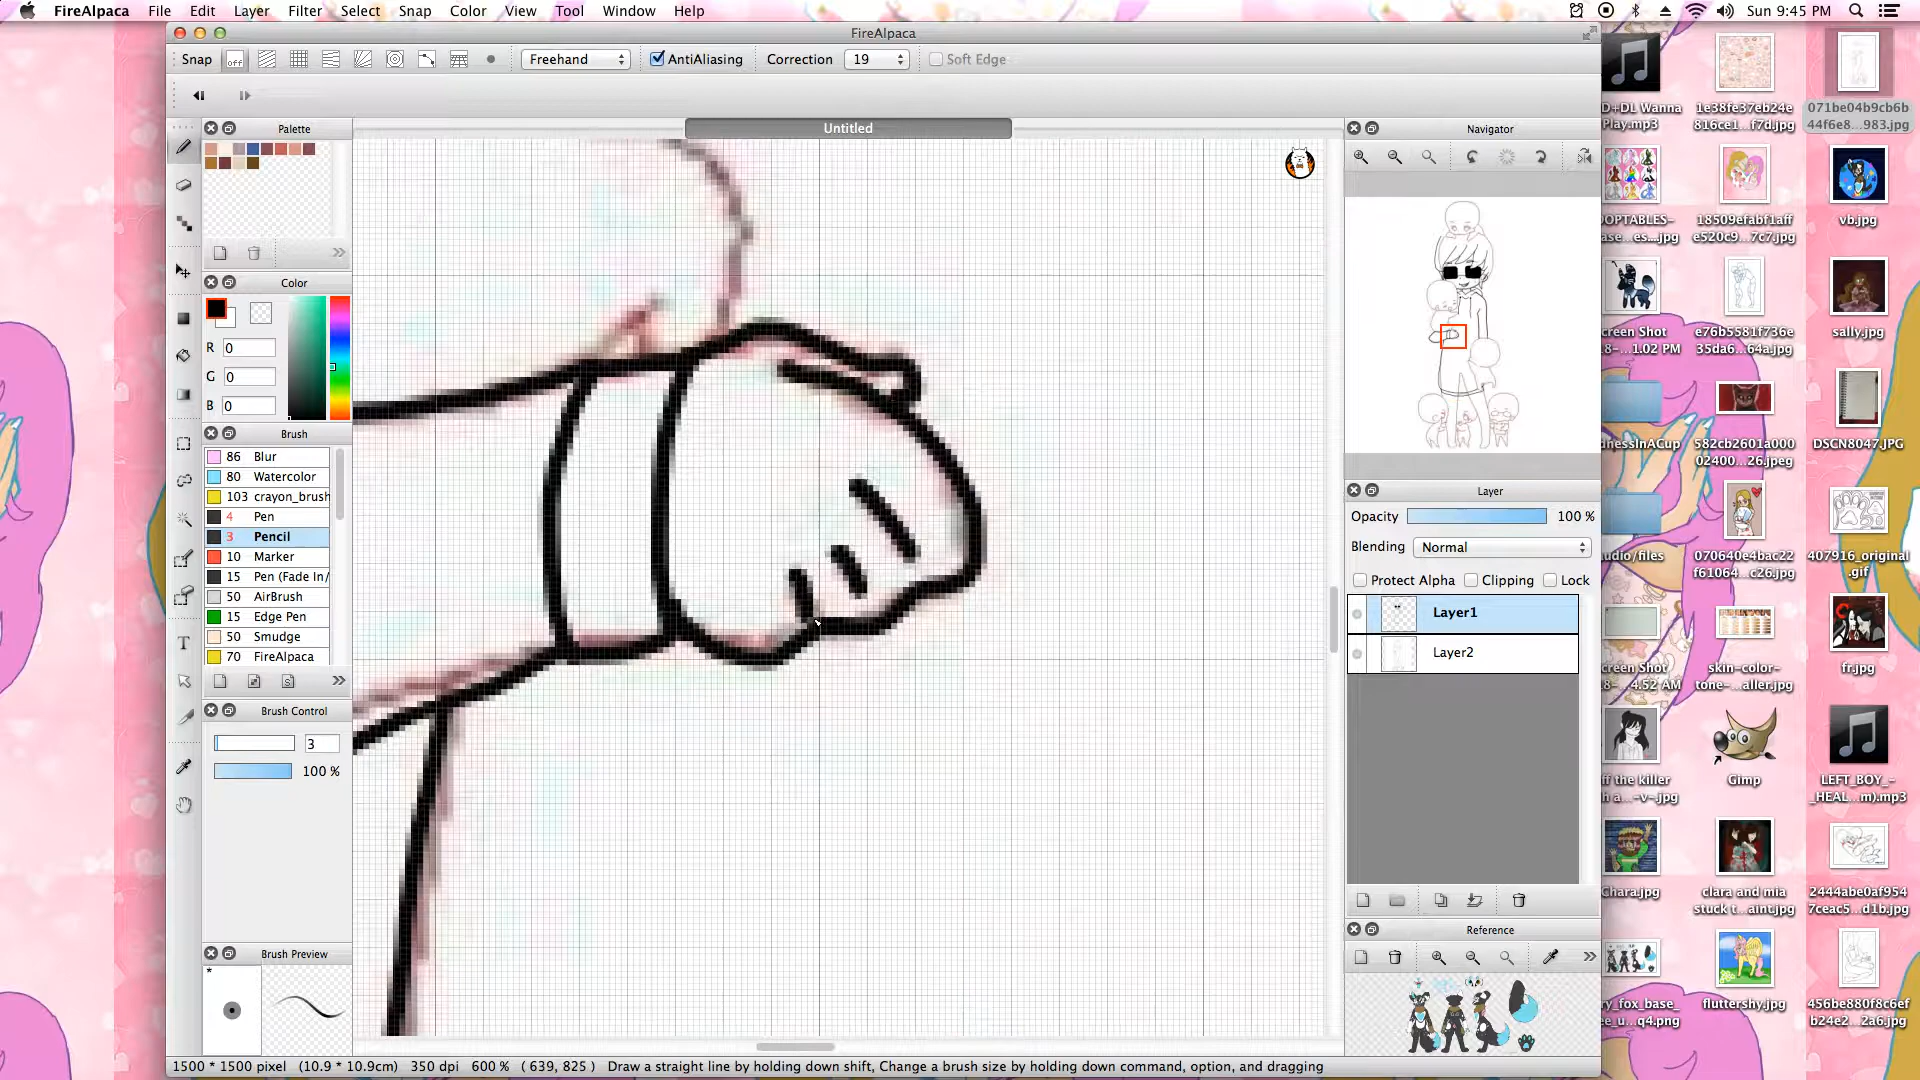 FireAlpaca File Edit Layer Filter Select Snap Color View Tool Window Help Sun 9:45 PM
FireAlpaca
Snap off Freehand AntiAliasing Correction 19 Soft Edge
Untitled
Palette
Color
R 0
G 0
B 0
Brush
86 Blur
80 Watercolor
103 crayon_brush
4 Pen
3 Pencil
10 Marker
15 Pen (Fade In/
50 AirBrush
15 Edge Pen
50 Smudge
70 FireAlpaca
Brush Control
3
100 %
Brush Preview
*
T
Navigator
Layer
Opacity 100 %
Blending Normal
Protect Alpha Clipping Lock
Layer1
Layer2
Reference
1500 * 1500 pixel (10.9 * 10.9cm) 350 dpi 600 % ( 639, 825 ) Draw a straight line by holding down shift, Change a brush size by holding down command, option, and dragging
D+DL Wanna
Play.mp3
1e38fe37eb24e
816ce1...f7d.jpg
071be04b9cb6b
44f6e8...983.jpg
18509efabf1aff
e520c9...7c7.jpg
vb.jpg
e76b5581f736e
35da6...64a.jpg
sally.jpg
582cb2601a000
02400...26.jpeg
DSCN8047.JPG
070640e4bac22
f61064...c26.jpg
407916_original
.gif
skin-color-
tone-...aller.jpg
fr.jpg
Gimp
LEFT_BOY_-
_HEAL...m).mp3
Chara.jpg
clara and mia
stuck t...aint.jpg
2444abe0af954
7ceac5...d1b.jpg
fluttershy.jpg
456be880f8c6ef
b24e2...2a6.jpg